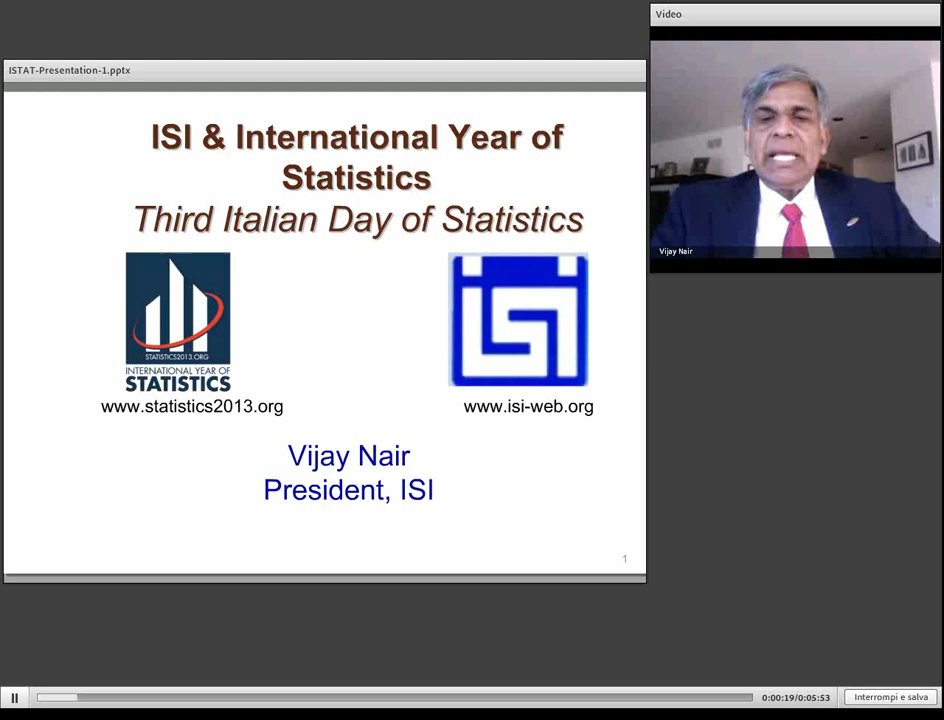 Video
ISTAT-Presentation-1.pptx
ISI & International Year of
Statistics
Third Italian Day of Statistics
STATISTICS2013.ORG
INTERNATIONAL YEAR OF
STATISTICS
isi
www.statistics2013.org
www.isi-web.org
Vijay Nair
President, ISI
1
Vijay Nair
0:00:19/0:05:53
Interrompi e salva